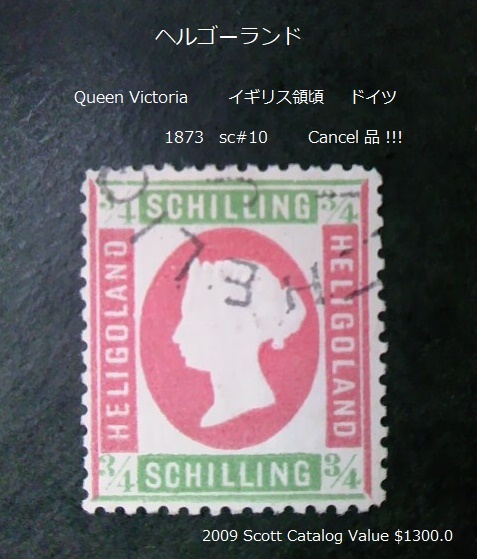 ヘルゴーランド
Queen Victoria イギリス領頃 ドイツ
1873 sc#10 Cancel 品 !!!
3/4 SCHILLING 3/4
HELIGOLAND
HELIGOLAND
HELIG
3/4 SCHILLING 3/4
2009 Scott Catalog Value $1300.0